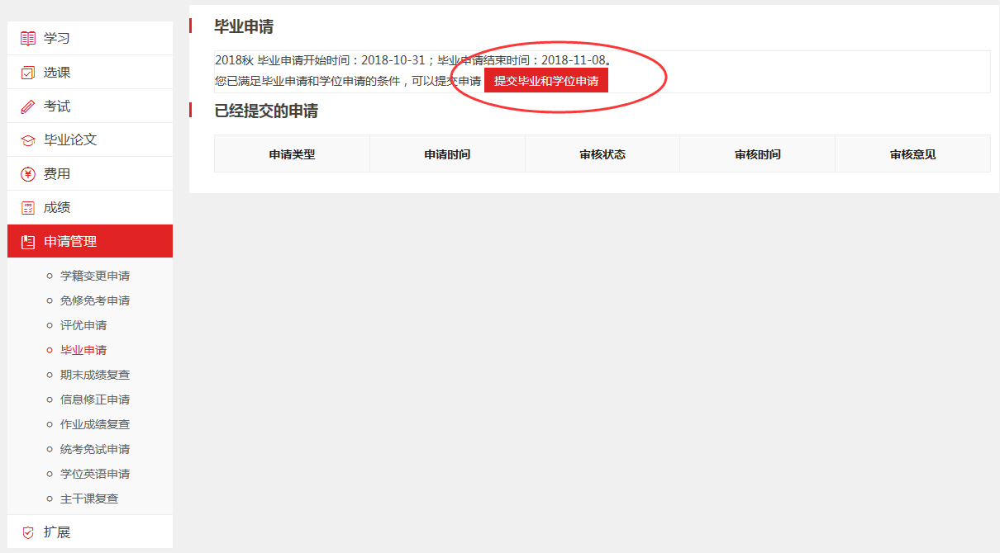 学习
选课
考试
毕业论文
费用
成绩
申请管理
学籍变更申请
免修免考申请
评优申请
毕业申请
期末成绩复查
信息修正申请
作业成绩复查
统考免试申请
学位英语申请
主干课复查
扩展
毕业申请
2018秋 毕业申请开始时间：2018-10-31；毕业申请结束时间：2018-11-08。
您已满足毕业申请和学位申请的条件，可以提交申请 提交毕业和学位申请
已经提交的申请
申请类型 申请时间 审核状态 审核时间 审核意见